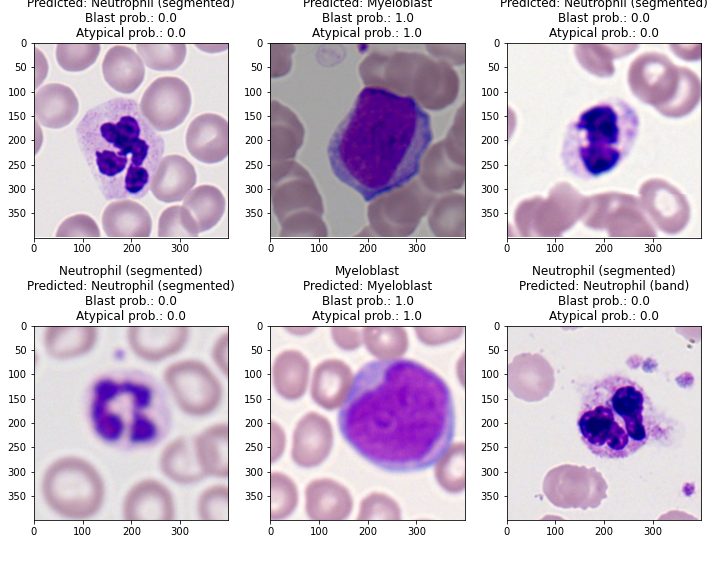 Predicted: Neutrophil (segmented) Predicted: Myeloblast Predicted: Neutrophil (segmented)
Blast prob.: 0.0 Blast prob.: 1.0 Blast prob.: 0.0
Atypical prob.: 0.0 Atypical prob.: 1.0 Atypical prob.: 0.0
0 0 0
50 50 50
100 100 100
150 150 150
200 200 200
250 250 250
300 300 300
350 350 350
0 100 200 300 0 100 200 300 0 100 200 300
Neutrophil (segmented) Myeloblast Neutrophil (segmented)
Predicted: Neutrophil (segmented) Predicted: Myeloblast Predicted: Neutrophil (band)
Blast prob.: 0.0 Blast prob.: 1.0 Blast prob.: 0.0
Atypical prob.: 0.0 Atypical prob.: 1.0 Atypical prob.: 0.0
0 0 0
50 50 50
100 100 100
150 150 150
200 200 200
250 250 250
300 300 300
350 350 350
0 100 200 300 0 100 200 300 0 100 200 300